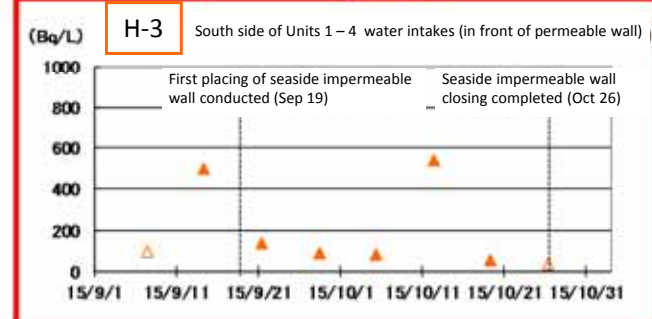 H-3
South side of Units 1 – 4 water intakes (in front of permeable wall)
(Bq/L)
1000
800
600
400
200
0
First placing of seaside impermeable
wall conducted (Sep 19)
Seaside impermeable wall
closing completed (Oct 26)
15/9/1 15/9/11 15/9/21 15/10/1 15/10/11 15/10/21 15/10/31